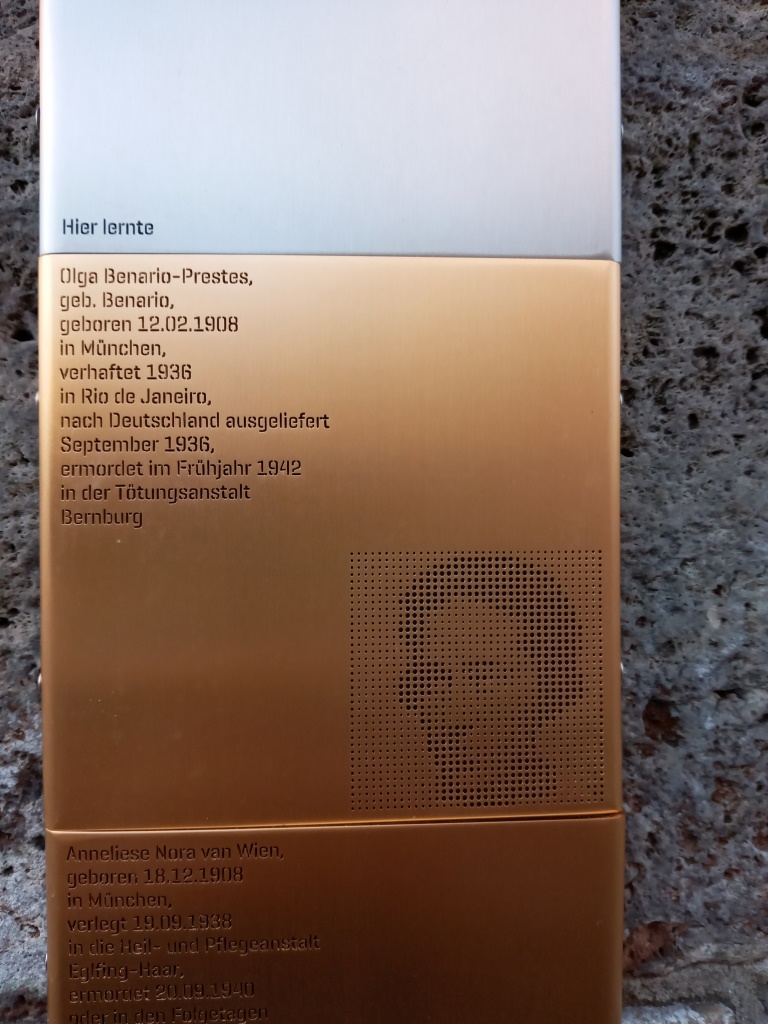 Hier lernte
Olga Benario-Prestes,
geb. Benario,
geboren 12.02.1908
in München,
verhaftet 1936
in Rio de Janeiro,
nach Deutschland ausgeliefert
September 1936,
ermordet im Frühjahr 1942
in der Tötungsanstalt
Bernburg
Anneliese Nora van Wien,
geboren 18.12.1908
in München,
verlegt 19.09.1938
in die Heil- und Pflegeanstalt
Eglfing-Haar,
ermordet 20.09.1940
oder in den Folgetagen